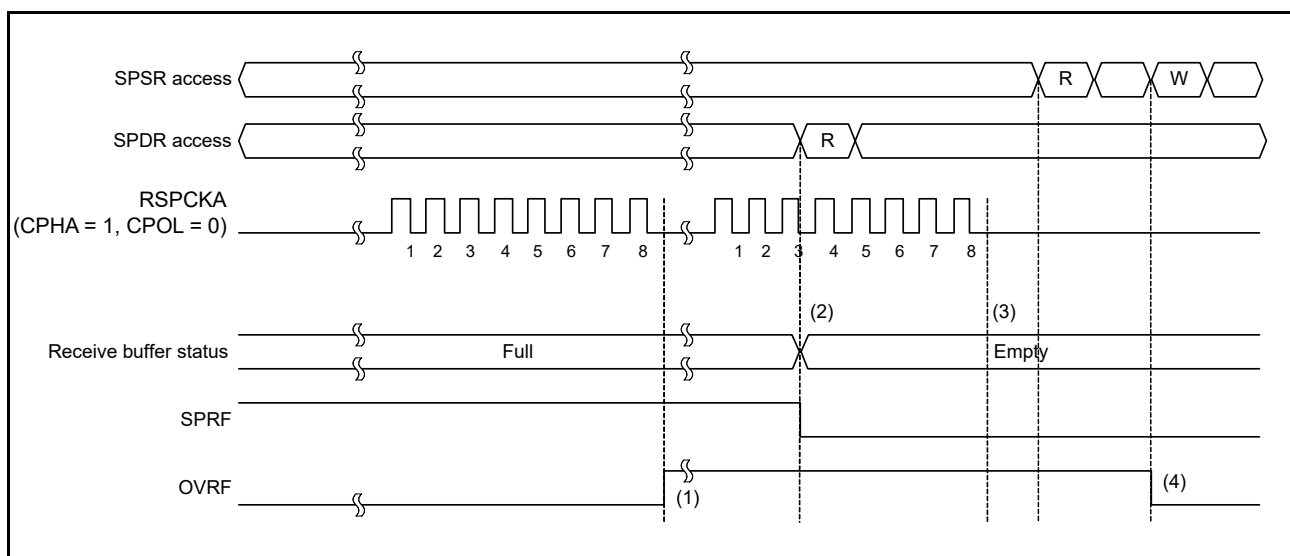 SPSR access
R
W
SPDR access
R
RSPCKA
(CPHA = 1, CPOL = 0)
1 2 3 4 5 6 7 8 1 2 3 4 5 6 7 8
(2) (3)
Receive buffer status Full Empty
SPRF
OVRF (1) (4)